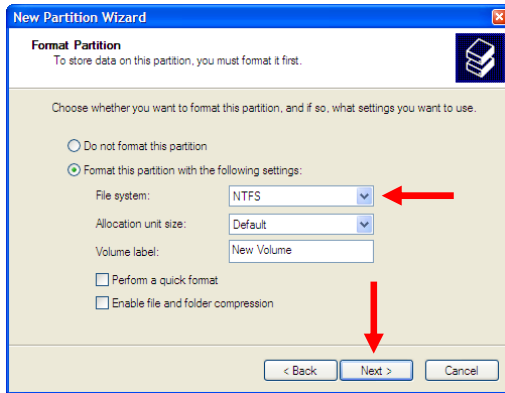 New Partition Wizard
Format Partition
To store data on this partition, you must format it first.
Choose whether you want to format this partition, and if so, what settings you want to use.
Do not format this partition
Format this partition with the following settings:
File system: NTFS
Allocation unit size: Default
Volume label: New Volume
Perform a quick format
Enable file and folder compression
< Back Next > Cancel